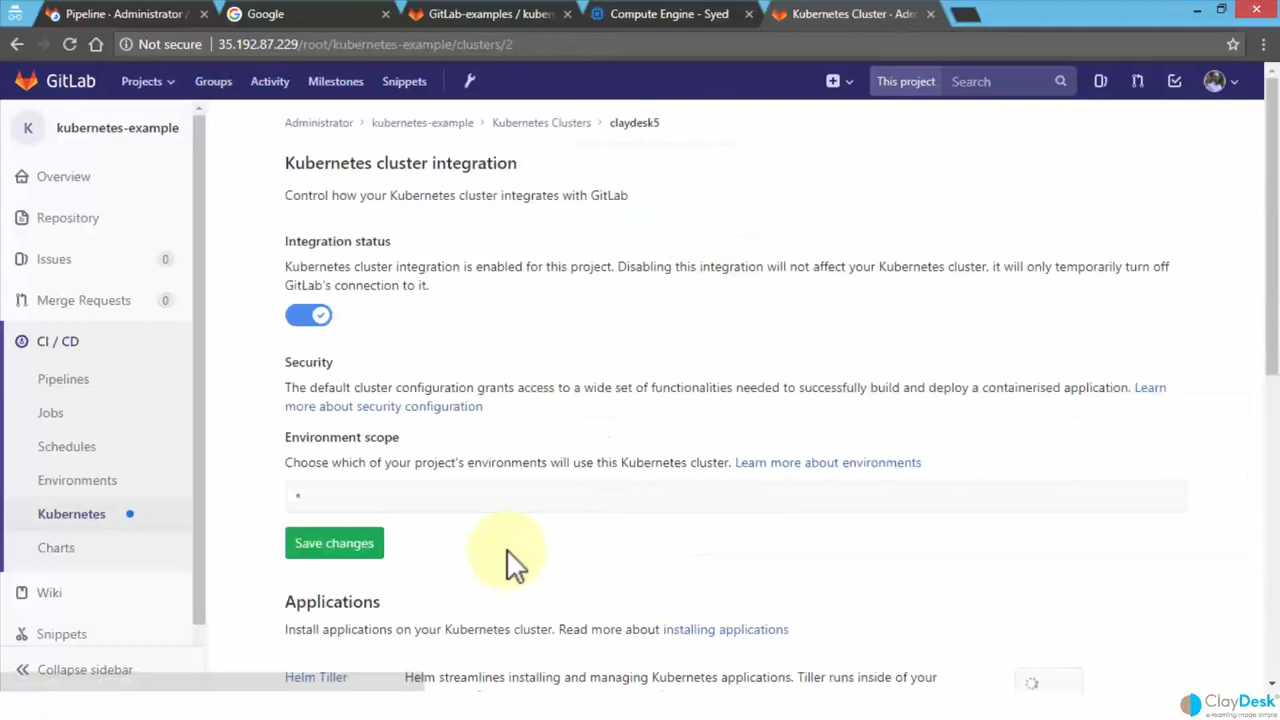 Pipeline · Administrator /
Google
GitLab-examples / kuber
Compute Engine - Syed
Kubernetes Cluster · Adm
Not secure
35.192.87.229/root/kubernetes-example/clusters/2
GitLab
Projects
Groups
Activity
Milestones
Snippets
This project
Search
K
kubernetes-example
Overview
Repository
Issues
0
Merge Requests
0
CI / CD
Pipelines
Jobs
Schedules
Environments
Kubernetes
Charts
Wiki
Snippets
Collapse sidebar
Administrator > kubernetes-example > Kubernetes Clusters > claydesk5
Kubernetes cluster integration
Control how your Kubernetes cluster integrates with GitLab
Integration status
Kubernetes cluster integration is enabled for this project. Disabling this integration will not affect your Kubernetes cluster, it will only temporarily turn off
GitLab's connection to it.
Security
The default cluster configuration grants access to a wide set of functionalities needed to successfully build and deploy a containerised application. Learn
more about security configuration
Environment scope
Choose which of your project's environments will use this Kubernetes cluster. Learn more about environments
*
Save changes
Applications
Install applications on your Kubernetes cluster. Read more about installing applications
Helm Tiller
Helm streamlines installing and managing Kubernetes applications. Tiller runs inside of your
ClayDesk
e-learning made simple